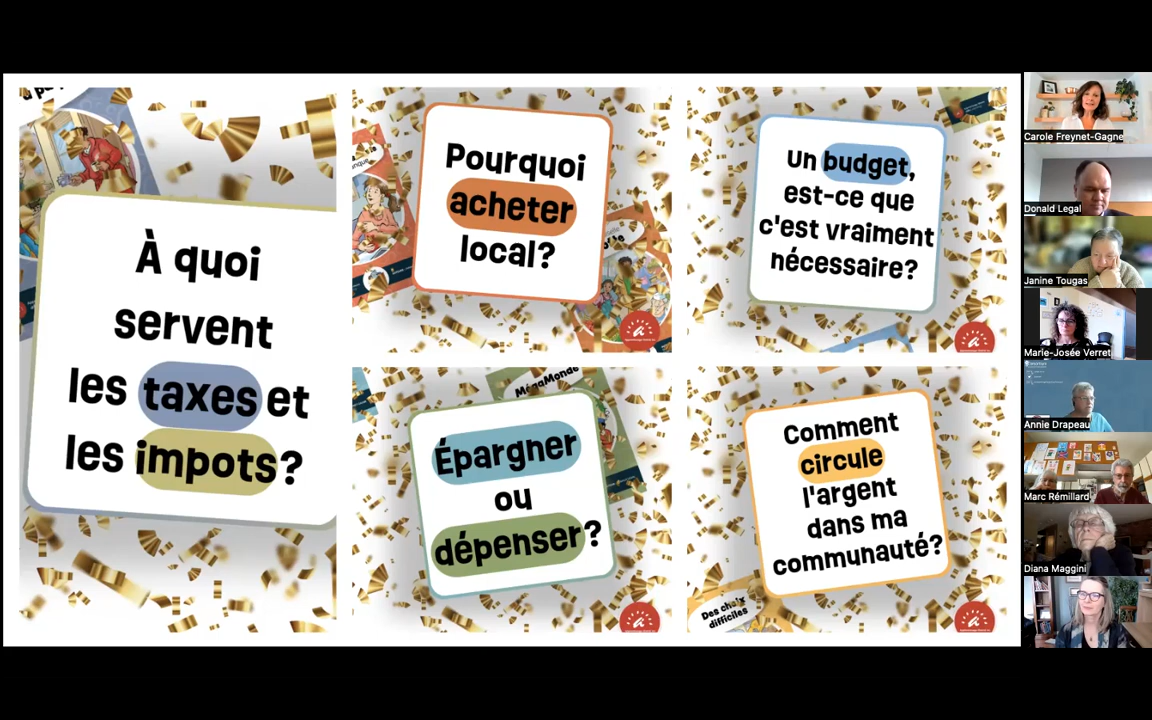 À quoi
servent
les taxes et
les impots?
Pourquoi
acheter
local?
Un budget,
est-ce que
c'est vraiment
nécessaire?
MégaMonde
Épargner
ou
dépenser?
Comment
circule
l'argent
dans ma
communauté?
Des choix
difficiles
Carole Freynet-Gagne
Donald Legal
Janine Tougas
Marie-Josée Verret
Annie Drapeau
Marc Rémillard
Diana Maggini